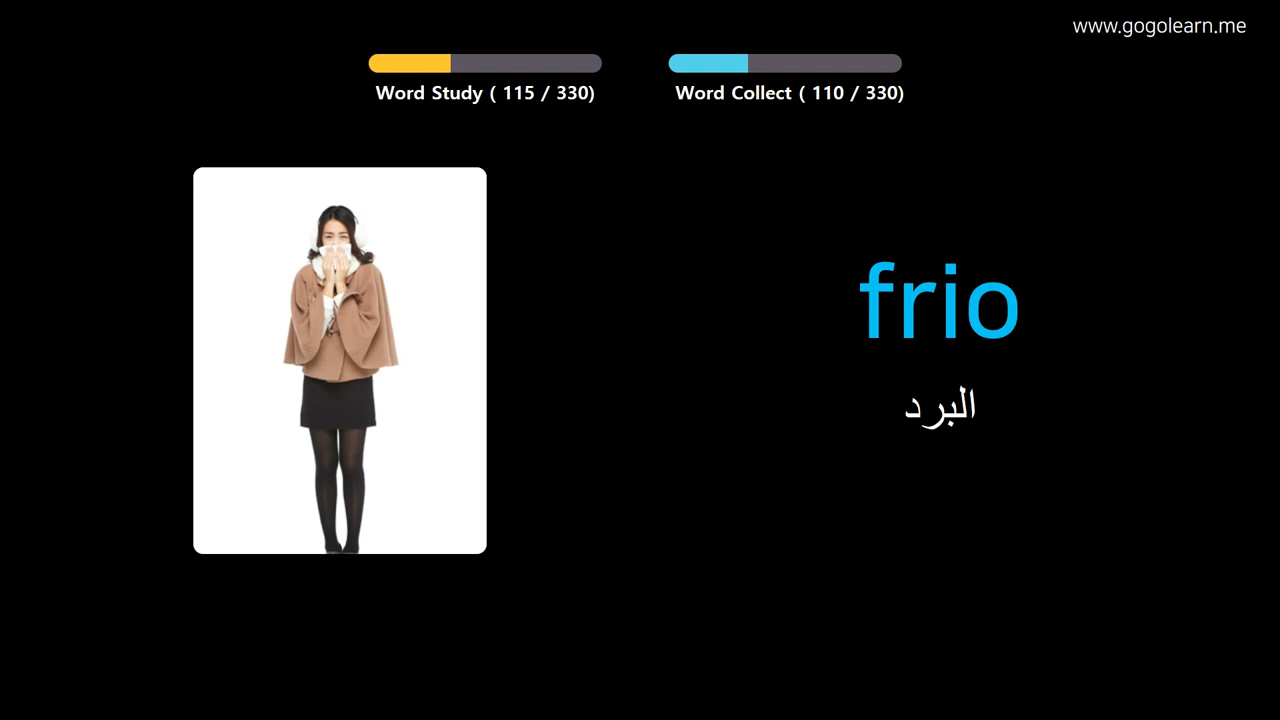 www.gogolearn.me
Word Study ( 115 / 330)
Word Collect ( 110 / 330)
frio
البرد